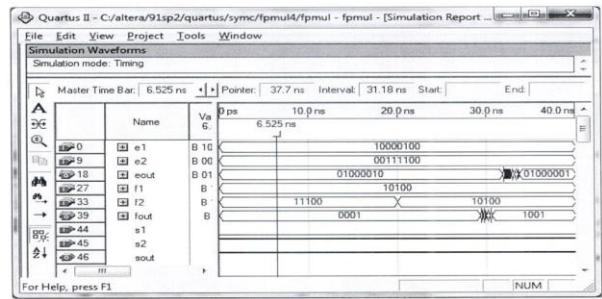 Quartus II - C:/altera/91sp2/quartus/symc/fpmul4/fpmul - fpmul - [Simulation Report ...
File Edit View Project Tools Window
Simulation Waveforms
Simulation mode: Timing
Master Time Bar: 6.525 ns Pointer: 37.7 ns Interval: 31.18 ns Start: End:
Name Va 6. 0 ps 10.0 ns 20.0 ns 30.0 ns 40.0 ns
6.525 ns
0 e1 B 10 10000100
9 e2 B 00 00111100
18 eout B 01 01000010 01000001
27 f1 B 10100
33 f2 B 11100 10100
39 fout B 0001 1001
44 s1
45 s2
46 sout
For Help, press F1 NUM